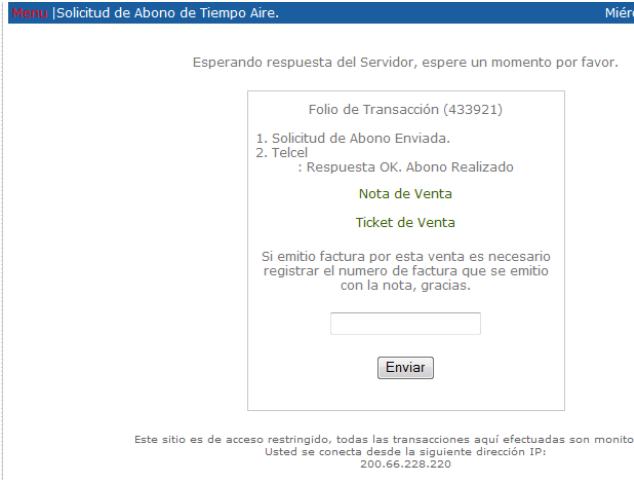 Menu |Solicitud de Abono de Tiempo Aire.
Esperando respuesta del Servidor, espere un momento por favor.
Folio de Transacción (433921)
1. Solicitud de Abono Enviada.
2. Telcel
: Respuesta OK. Abono Realizado
Nota de Venta
Ticket de Venta
Si emitio factura por esta venta es necesario
registrar el numero de factura que se emitio
con la nota, gracias.
Enviar
Este sitio es de acceso restringido, todas las transacciones aquí efectuadas son
Usted se conecta desde la siguiente dirección IP:
200.66.228.220